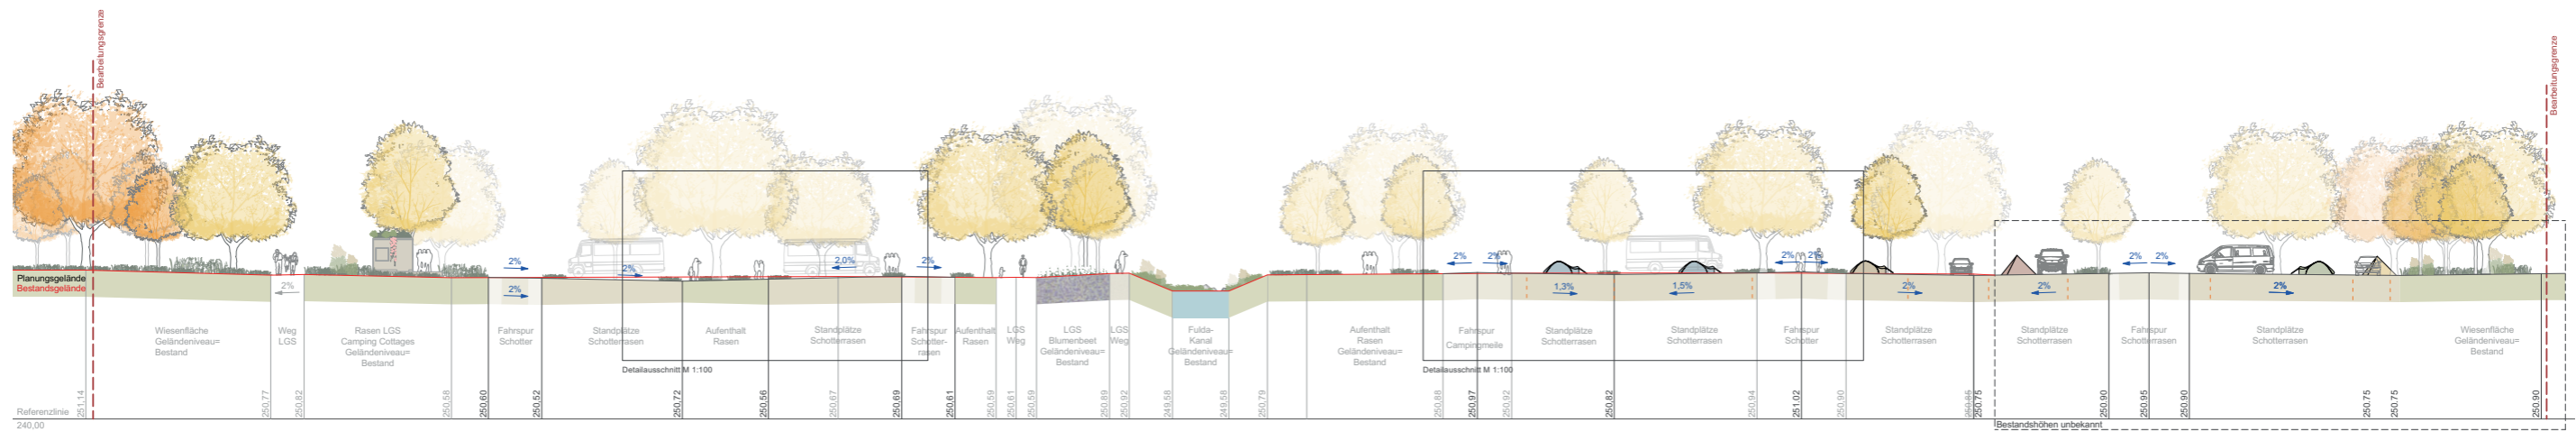 Bearbeitungsgrenze
Bearbeitungsgrenze
2%
2%
2,0%
2%
2%
2%
2%
2%
2%
2%
Planungsgelände
Bestandsgelände
2%
2%
1,3%
1,5%
2%
2%
2%
Wiesenfläche
Geländeniveau=
Bestand
Weg
LGS
Rasen LGS
Camping Cottages
Geländeniveau=
Bestand
Fahrspur
Schotter
Standplätze
Schotterrasen
Aufenthalt
Rasen
Standplätze
Schotterrasen
Fahrspur
Schotter-
rasen
Aufenthalt
Rasen
LGS
Weg
LGS
Blumenbeet
Geländeniveau=
Bestand
LGS
Weg
Fulda-
Kanal
Geländeniveau=
Bestand
Aufenthalt
Rasen
Geländeniveau=
Bestand
Fahrspur
Campingmeile
Standplätze
Schotterrasen
Standplätze
Schotterrasen
Fahrspur
Schotter
Standplätze
Schotterrasen
Standplätze
Schotterrasen
Fahrspur
Schotterrasen
Standplätze
Schotterrasen
Wiesenfläche
Geländeniveau=
Bestand
Detailausschnitt M 1:100
Detailausschnitt M 1:100
251,14
250,77
250,82
250,58
250,60
250,52
250,72
250,56
250,67
250,69
250,61
250,59
250,61
250,59
250,89
250,92
249,58
249,58
250,79
250,88
250,97
250,92
250,82
250,94
251,02
250,90
250,75
250,90
250,95
250,90
250,75
250,75
250,90
Referenzlinie
240,00
Bestandshöhen unbekannt